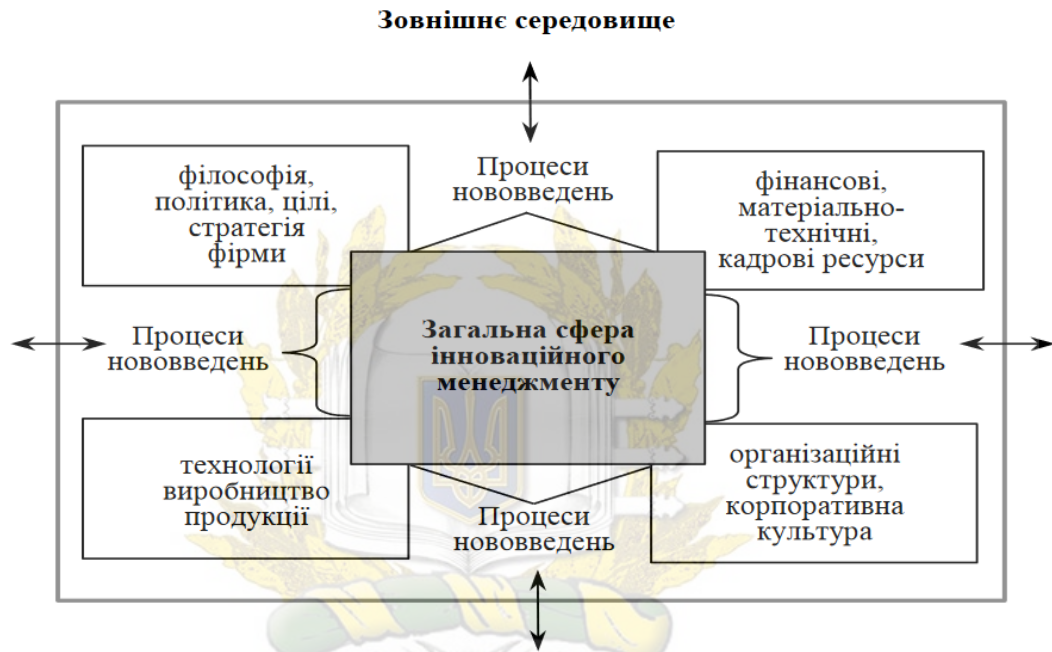 Зовнішнє середовище
філософія,
політика, цілі,
стратегія
фірми
Процеси
нововведень
фінансові,
матеріально-
технічні,
кадрові ресурси
Процеси
нововведень
Загальна сфера
інноваційного
менеджменту
Процеси
нововведень
технології
виробництво
продукції
Процеси
нововведень
організаційні
структури,
корпоративна
культура